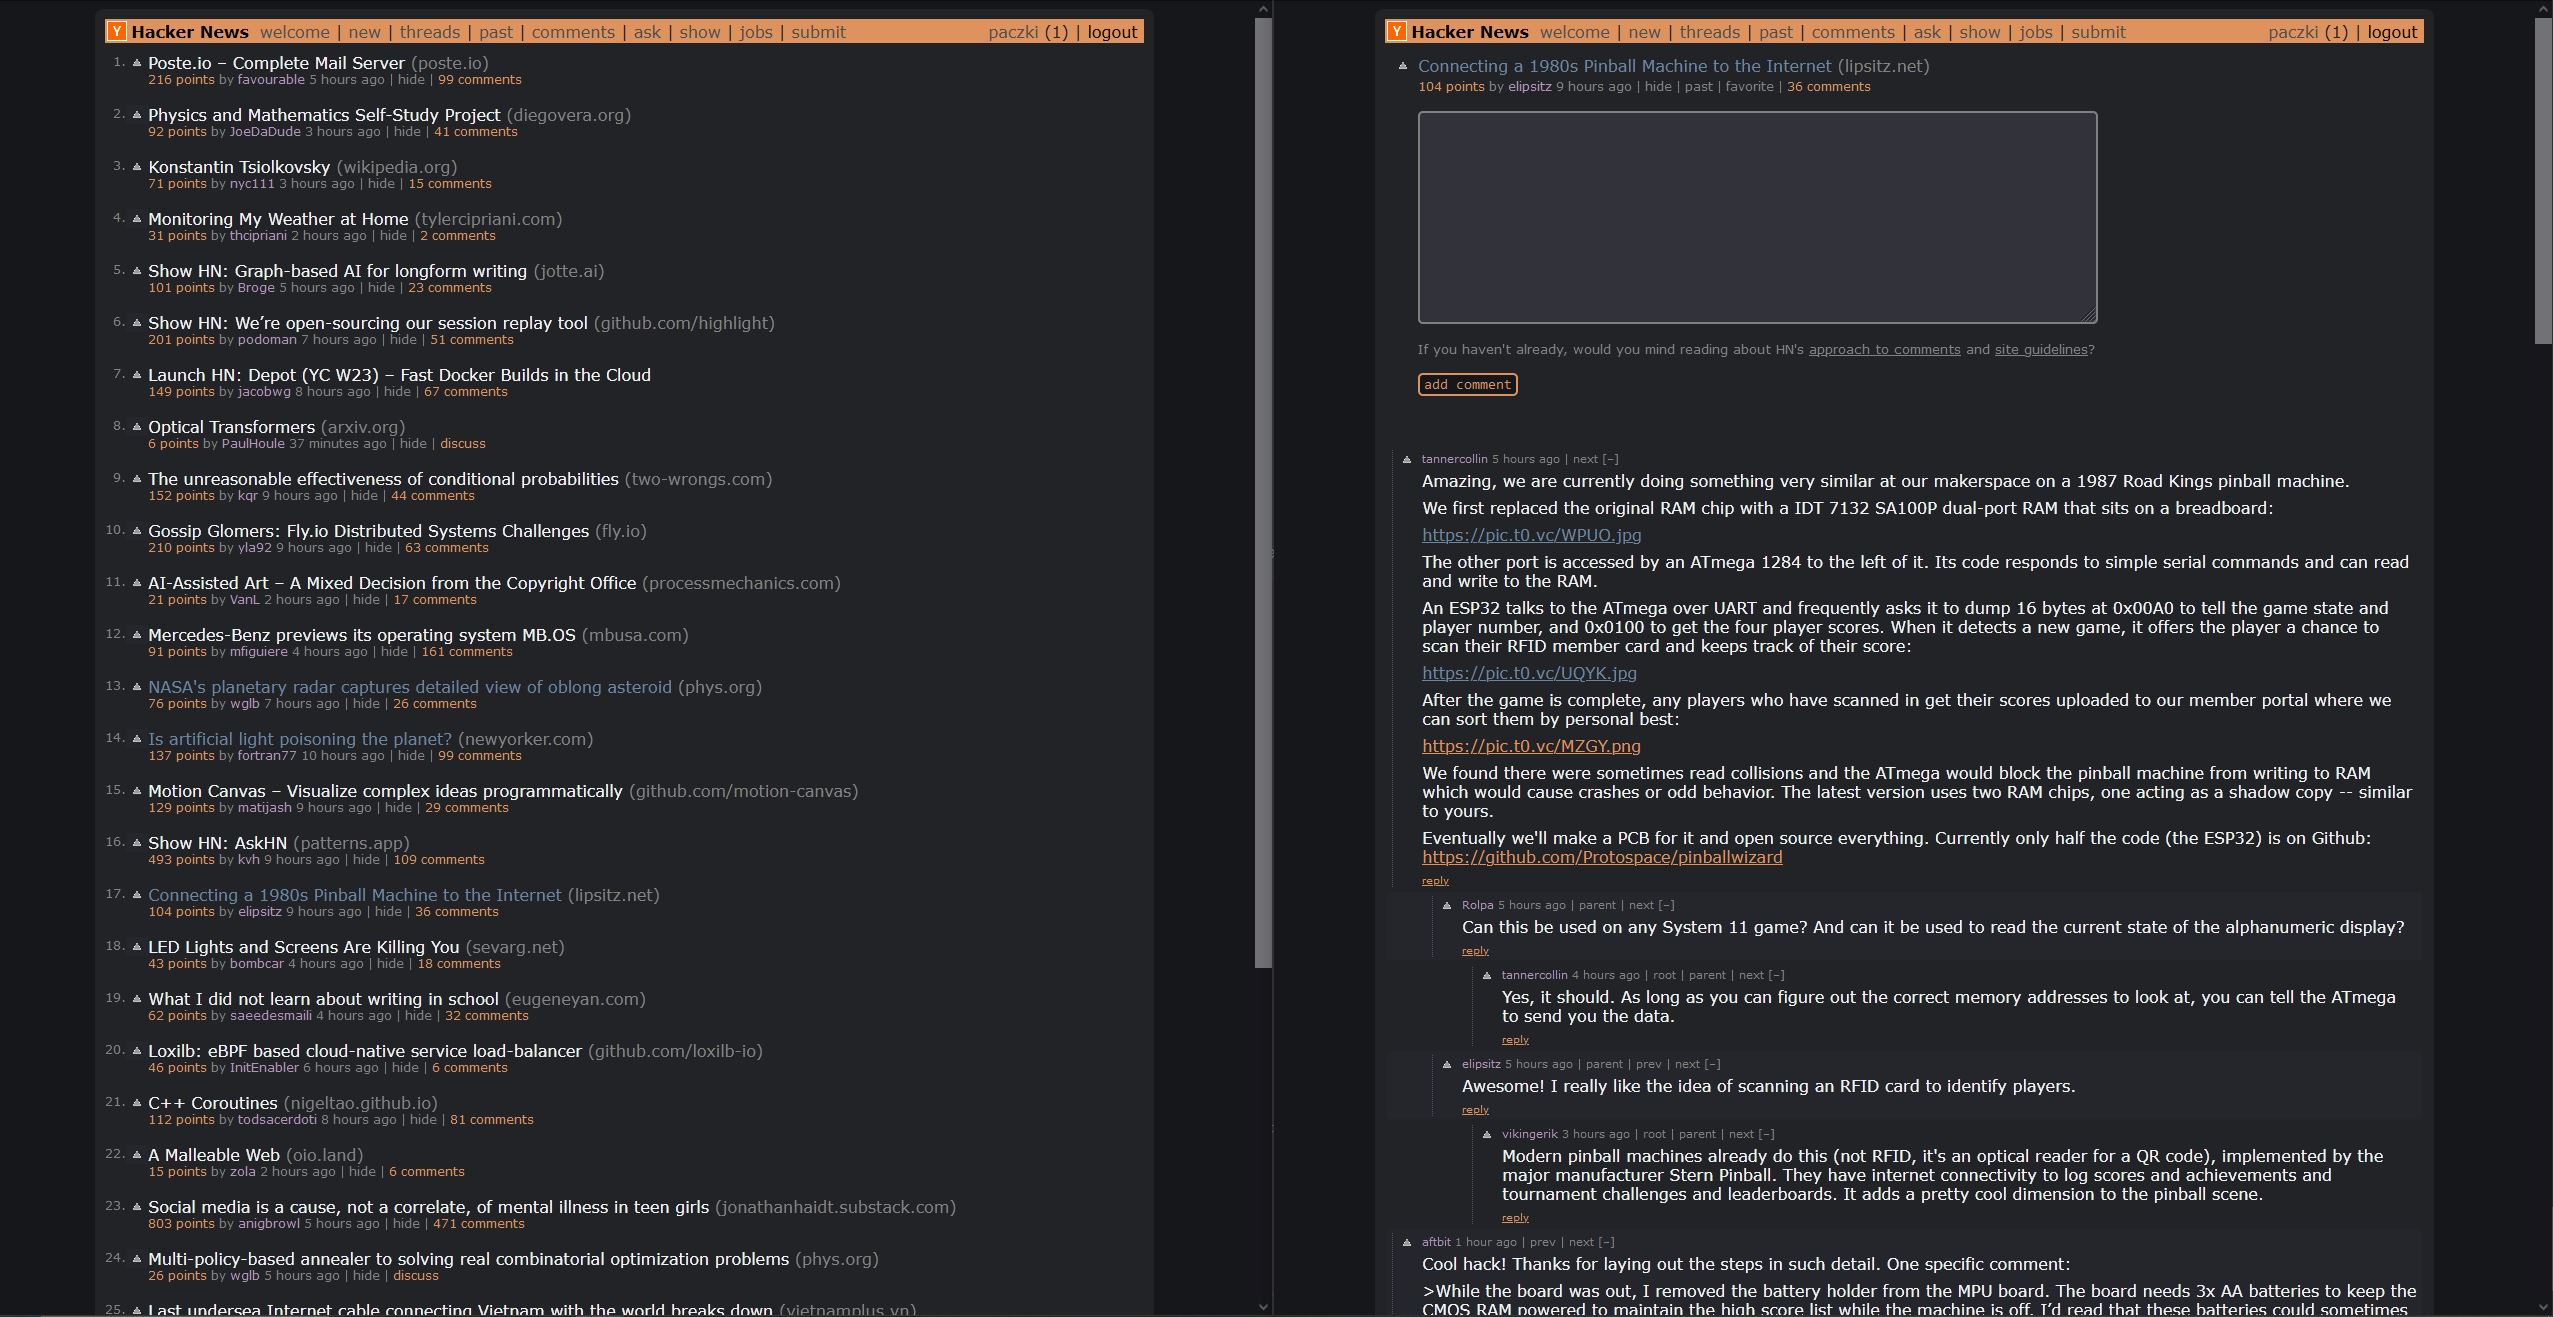 Y Hacker News welcome | new | threads | past | comments | ask | show | jobs | submit paczki (1) | logout
1. Poste.io – Complete Mail Server (poste.io)
216 points by favourable 5 hours ago | hide | 99 comments
2. Physics and Mathematics Self-Study Project (diegovera.org)
92 points by JoeDaDude 3 hours ago | hide | 41 comments
3. Konstantin Tsiolkovsky (wikipedia.org)
71 points by nyc111 3 hours ago | hide | 15 comments
4. Monitoring My Weather at Home (tylercipriani.com)
31 points by thcipriani 2 hours ago | hide | 2 comments
5. Show HN: Graph-based AI for longform writing (jotte.ai)
101 points by Broge 5 hours ago | hide | 23 comments
6. Show HN: We’re open-sourcing our session replay tool (github.com/highlight)
201 points by podoman 7 hours ago | hide | 51 comments
7. Launch HN: Depot (YC W23) – Fast Docker Builds in the Cloud
149 points by jacobwg 8 hours ago | hide | 67 comments
8. Optical Transformers (arxiv.org)
6 points by PaulHoule 37 minutes ago | hide | discuss
9. The unreasonable effectiveness of conditional probabilities (two-wrongs.com)
152 points by kqr 9 hours ago | hide | 44 comments
10. Gossip Glomers: Fly.io Distributed Systems Challenges (fly.io)
210 points by yla92 9 hours ago | hide | 63 comments
11. AI-Assisted Art – A Mixed Decision from the Copyright Office (processmechanics.com)
21 points by VanL 2 hours ago | hide | 17 comments
12. Mercedes-Benz previews its operating system MB.OS (mbusa.com)
91 points by mfiguiere 4 hours ago | hide | 161 comments
13. NASA's planetary radar captures detailed view of oblong asteroid (phys.org)
76 points by wglb 7 hours ago | hide | 26 comments
14. Is artificial light poisoning the planet? (newyorker.com)
137 points by fortran77 10 hours ago | hide | 99 comments
15. Motion Canvas – Visualize complex ideas programmatically (github.com/motion-canvas)
129 points by matijash 9 hours ago | hide | 29 comments
16. Show HN: AskHN (patterns.app)
493 points by kvh 9 hours ago | hide | 109 comments
17. Connecting a 1980s Pinball Machine to the Internet (lipsitz.net)
104 points by elipsitz 9 hours ago | hide | 36 comments
18. LED Lights and Screens Are Killing You (sevarg.net)
43 points by bombcar 4 hours ago | hide | 18 comments
19. What I did not learn about writing in school (eugeneyan.com)
62 points by saeedesmaili 4 hours ago | hide | 32 comments
20. Loxilb: eBPF based cloud-native service load-balancer (github.com/loxilb-io)
46 points by InitEnabler 6 hours ago | hide | 6 comments
21. C++ Coroutines (nigeltao.github.io)
112 points by todsacerdoti 8 hours ago | hide | 81 comments
22. A Malleable Web (oio.land)
15 points by zola 2 hours ago | hide | 6 comments
23. Social media is a cause, not a correlate, of mental illness in teen girls (jonathanhaidt.substack.com)
803 points by anigbrowl 5 hours ago | hide | 471 comments
24. Multi-policy-based annealer to solving real combinatorial optimization problems (phys.org)
26 points by wglb 5 hours ago | hide | discuss
25. Last undersea Internet cable connecting Vietnam with the world breaks down (vietnamplus.vn)
Y Hacker News welcome | new | threads | past | comments | ask | show | jobs | submit paczki (1) | logout
Connecting a 1980s Pinball Machine to the Internet (lipsitz.net)
104 points by elipsitz 9 hours ago | hide | past | favorite | 36 comments
If you haven't already, would you mind reading about HN's approach to comments and site guidelines?
add comment
tannercollin 5 hours ago | next [–]
Amazing, we are currently doing something very similar at our makerspace on a 1987 Road Kings pinball machine.
We first replaced the original RAM chip with a IDT 7132 SA100P dual-port RAM that sits on a breadboard:
https://pic.t0.vc/WPUO.jpg
The other port is accessed by an ATmega 1284 to the left of it. Its code responds to simple serial commands and can read
and write to the RAM.
An ESP32 talks to the ATmega over UART and frequently asks it to dump 16 bytes at 0x00A0 to tell the game state and
player number, and 0x0100 to get the four player scores. When it detects a new game, it offers the player a chance to
scan their RFID member card and keeps track of their score:
https://pic.t0.vc/UQYK.jpg
After the game is complete, any players who have scanned in get their scores uploaded to our member portal where we
can sort them by personal best:
https://pic.t0.vc/MZGY.png
We found there were sometimes read collisions and the ATmega would block the pinball machine from writing to RAM
which would cause crashes or odd behavior. The latest version uses two RAM chips, one acting as a shadow copy -- similar
to yours.
Eventually we'll make a PCB for it and open source everything. Currently only half the code (the ESP32) is on Github:
https://github.com/Protospace/pinballwizard
reply
Rolpa 5 hours ago | parent | next [–]
Can this be used on any System 11 game? And can it be used to read the current state of the alphanumeric display?
reply
tannercollin 4 hours ago | root | parent | next [–]
Yes, it should. As long as you can figure out the correct memory addresses to look at, you can tell the ATmega
to send you the data.
reply
elipsitz 5 hours ago | parent | prev | next [–]
Awesome! I really like the idea of scanning an RFID card to identify players.
reply
vikingerik 3 hours ago | root | parent | next [–]
Modern pinball machines already do this (not RFID, it's an optical reader for a QR code), implemented by the
major manufacturer Stern Pinball. They have internet connectivity to log scores and achievements and
tournament challenges and leaderboards. It adds a pretty cool dimension to the pinball scene.
reply
aftbit 1 hour ago | prev | next [–]
Cool hack! Thanks for laying out the steps in such detail. One specific comment:
>While the board was out, I removed the battery holder from the MPU board. The board needs 3x AA batteries to keep the
CMOS RAM powered to maintain the high score list while the machine is off. I’d read that these batteries could sometimes